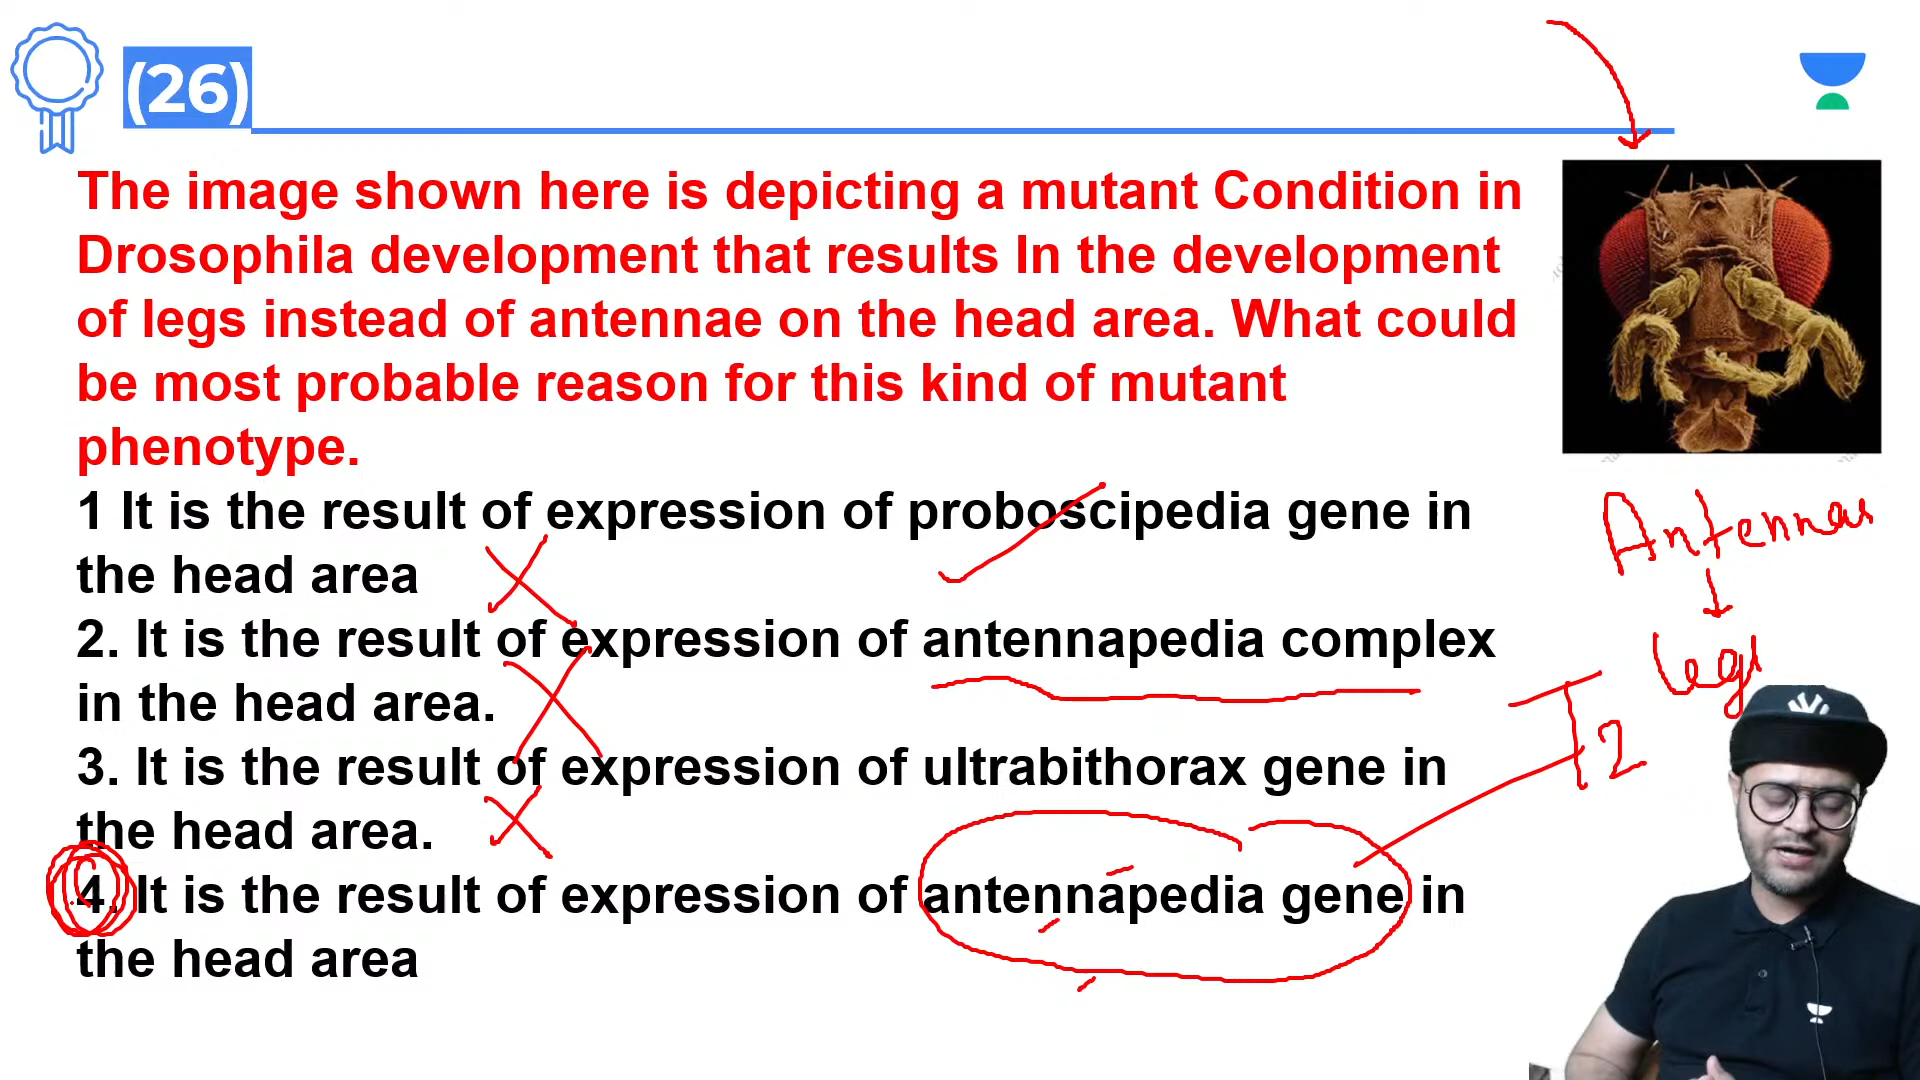 (26)
The image shown here is depicting a mutant Condition in
Drosophila development that results In the development
of legs instead of antennae on the head area. What could
be most probable reason for this kind of mutant
phenotype.
1 It is the result of expression of proboscipedia gene in
the head area
2. It is the result of expression of antennapedia complex
in the head area.
3. It is the result of expression of ultrabithorax gene in
the head area.
4. It is the result of expression of antennapedia gene in
the head area
Antennae
legs
T2